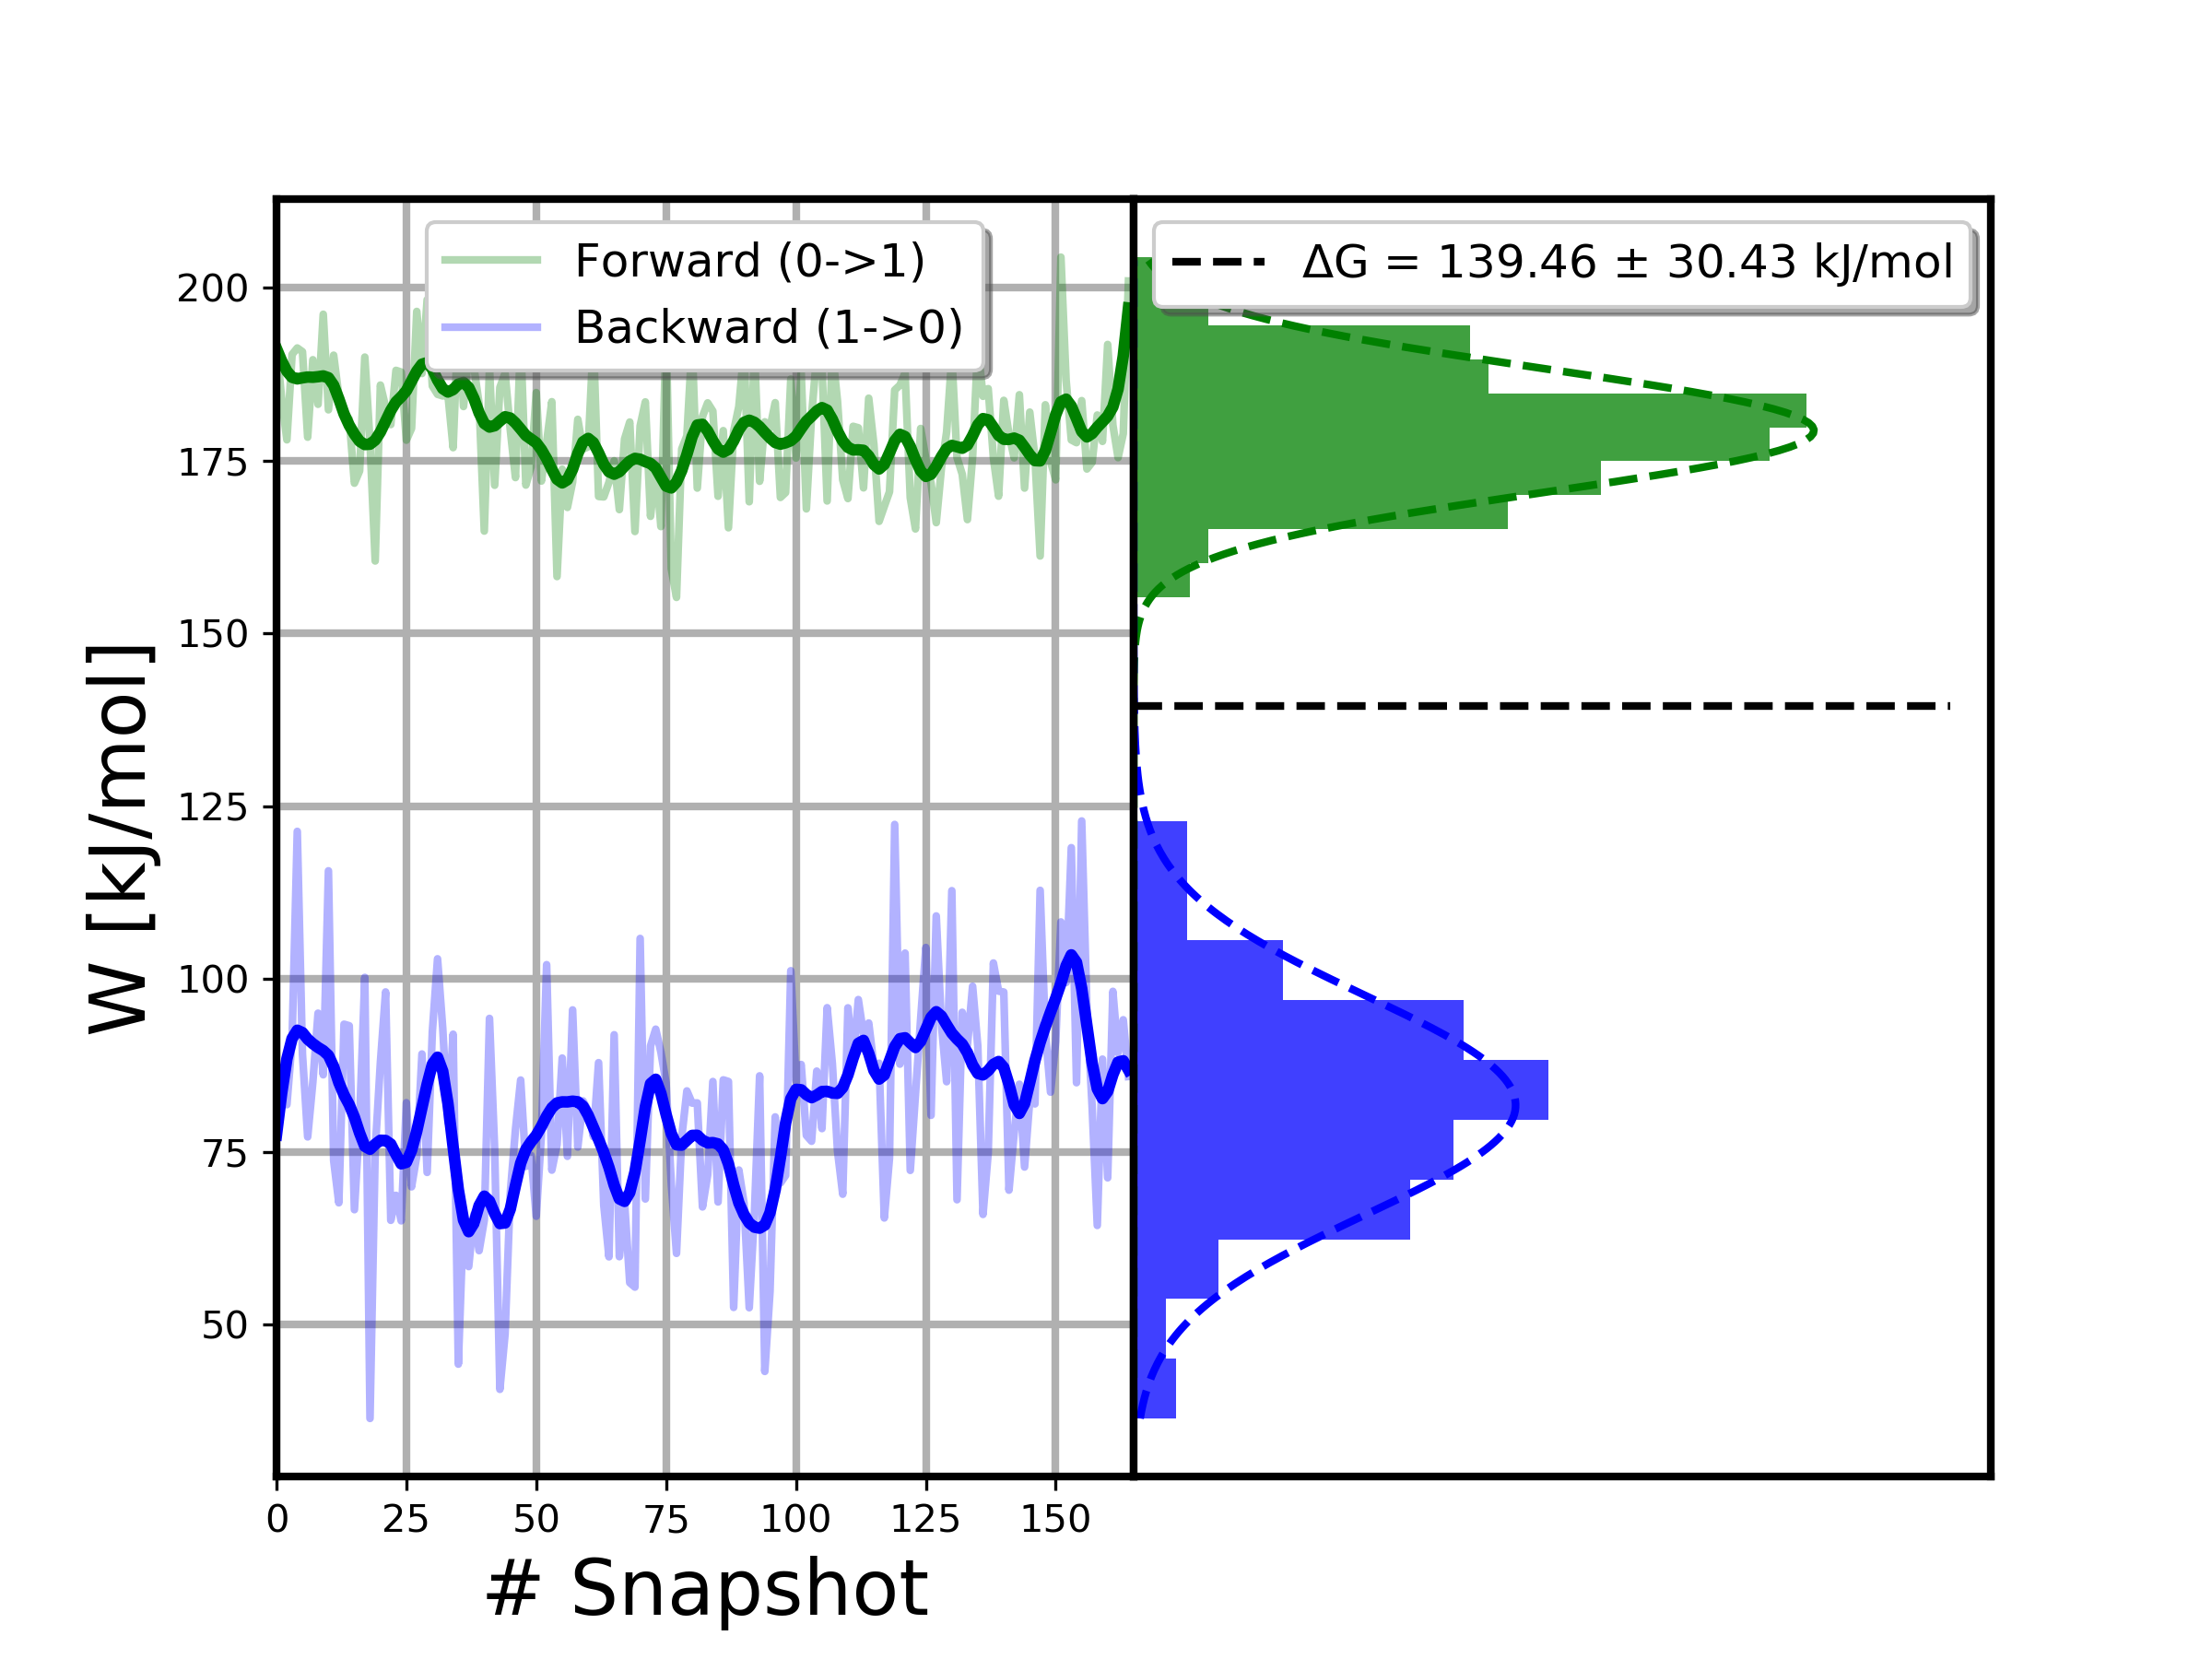 Forward (0->1)
Backward (1->0)
ΔG = 139.46 ± 30.43 kJ/mol
W [kJ/mol]
200
175
150
125
100
75
50
0 25 50 75 100 125 150
# Snapshot